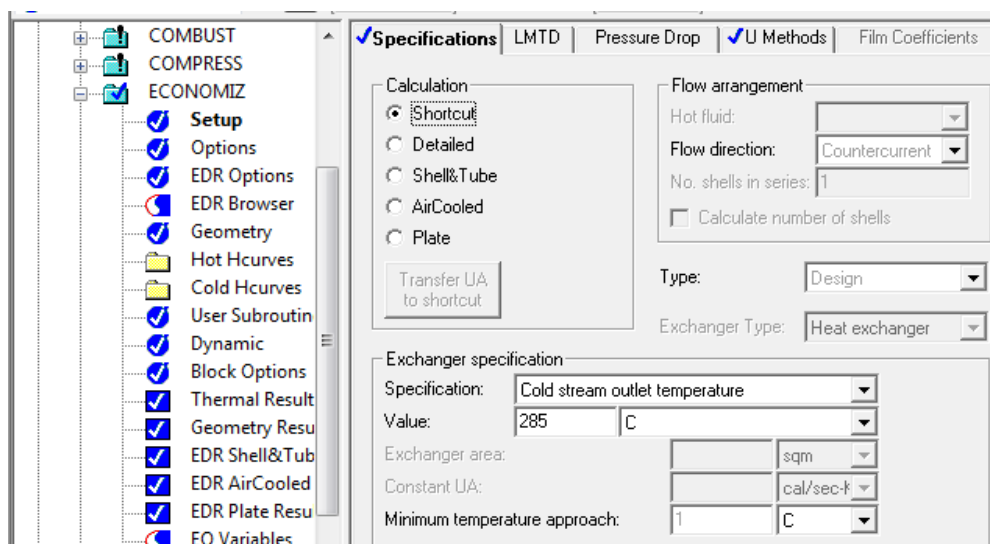 COMBUST
COMPRESS
ECONOMIZ
Setup
Options
EDR Options
EDR Browser
Geometry
Hot Hcurves
Cold Hcurves
User Subroutin
Dynamic
Block Options
Thermal Result
Geometry Resu
EDR Shell&Tub
EDR AirCooled
EDR Plate Resu
EO Variables
Specifications LMTD Pressure Drop U Methods Film Coefficients
Calculation
Shortcut
Detailed
Shell&Tube
AirCooled
Plate
Transfer UA
to shortcut
Flow arrangement
Hot fluid:
Flow direction: Countercurrent
No. shells in series: 1
Calculate number of shells
Type: Design
Exchanger Type: Heat exchanger
Exchanger specification
Specification: Cold stream outlet temperature
Value: 285 C
Exchanger area: sqm
Constant UA: cal/sec-K
Minimum temperature approach: 1 C